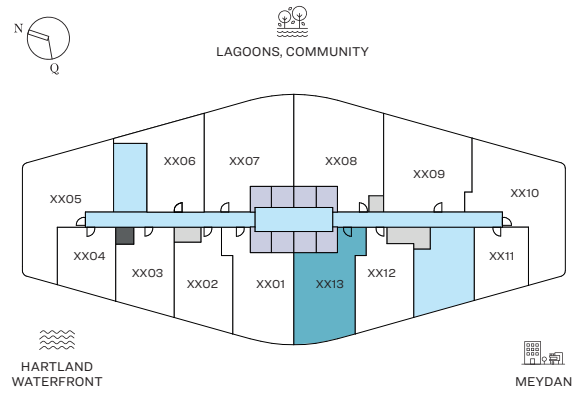 N
Q
LAGOONS, COMMUNITY
XX06
XX07
XX08
XX09
XX05
XX10
XX04
XX03
XX02
XX01
XX13
XX12
XX11
HARTLAND
WATERFRONT
MEYDAN